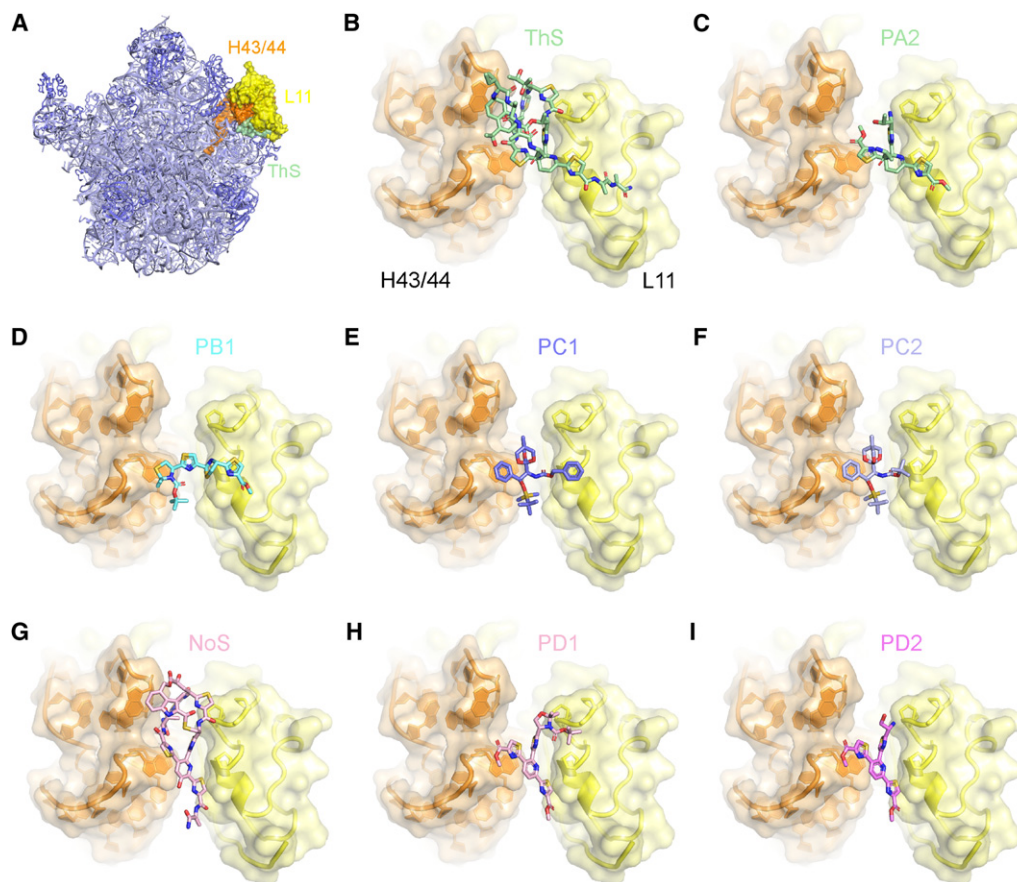 A
H43/44
L11
ThS
B
ThS
H43/44
L11
C
PA2
D
PB1
E
PC1
F
PC2
G
NoS
H
PD1
I
PD2